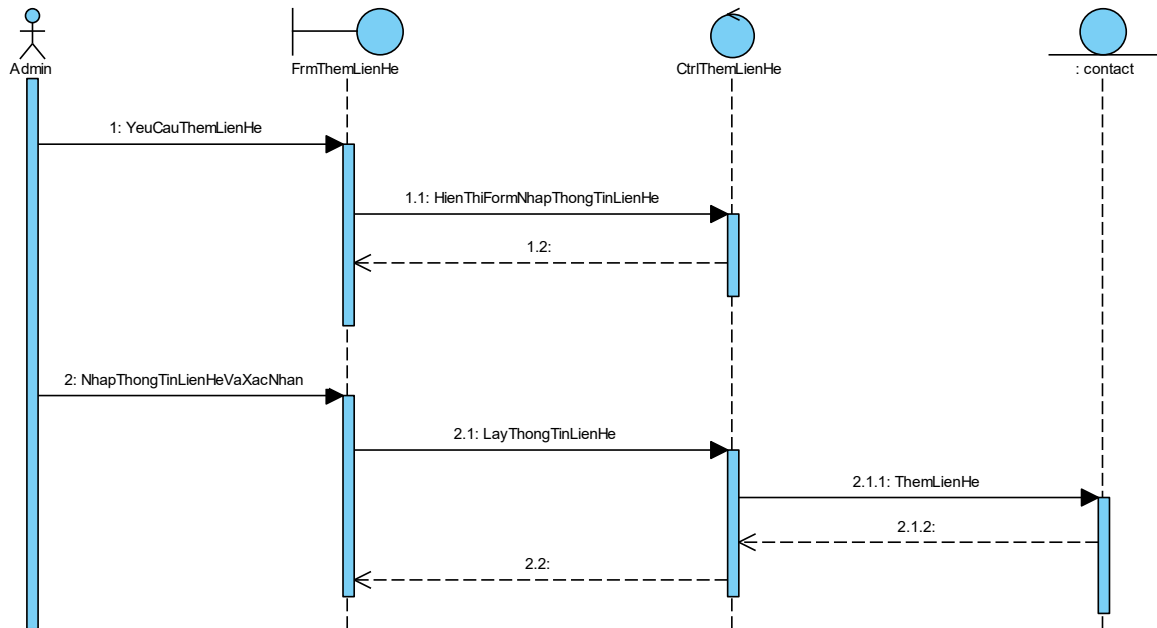 Admin
FrmThemLienHe
CtrlThemLienHe
: contact
1: YeuCauThemLienHe
1.1: HienThiFormNhapThongTinLienHe
1.2:
2: NhapThongTinLienHeVaXacNhan
2.1: LayThongTinLienHe
2.1.1: ThemLienHe
2.1.2:
2.2: